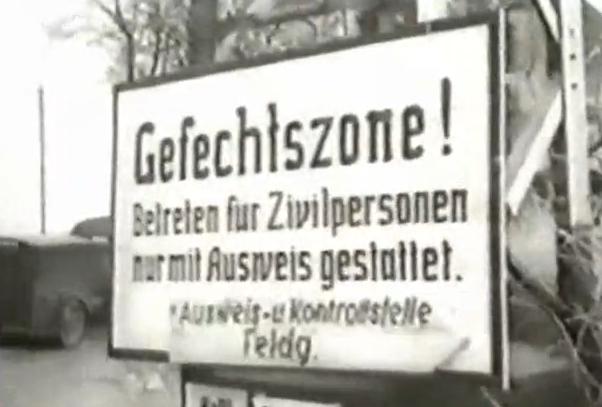 Gefechtszone!
Betreten für Zivilpersonen
nur mit Ausweis gestattet.
Ausweis-u Kontrollstelle
Feldg.